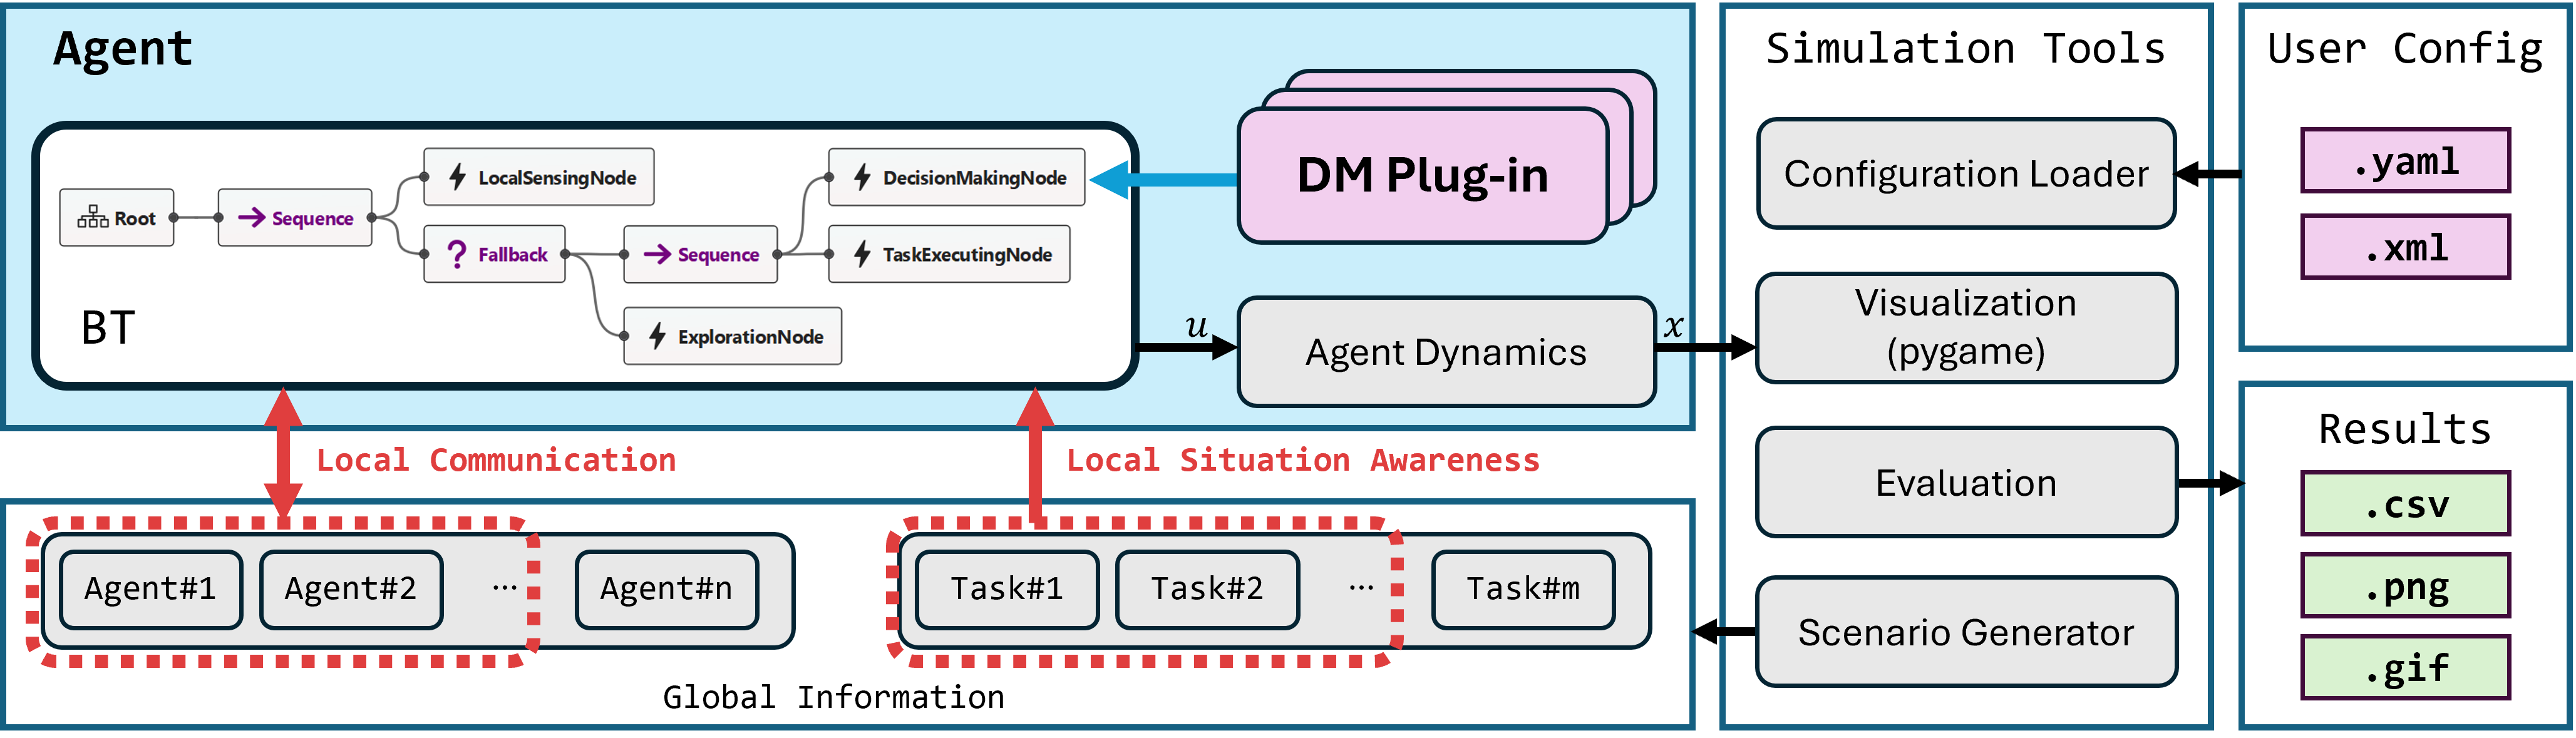 Agent
Root
Sequence
LocalSensingNode
Fallback
Sequence
DecisionMakingNode
TaskExecutingNode
ExplorationNode
BT
DM Plug-in
u
Agent Dynamics
x
Local Communication
Local Situation Awareness
Agent#1
Agent#2
...
Agent#n
Task#1
Task#2
...
Task#m
Global Information
Simulation Tools
Configuration Loader
Visualization
(pygame)
Evaluation
Scenario Generator
User Config
.yaml
.xml
Results
.csv
.png
.gif